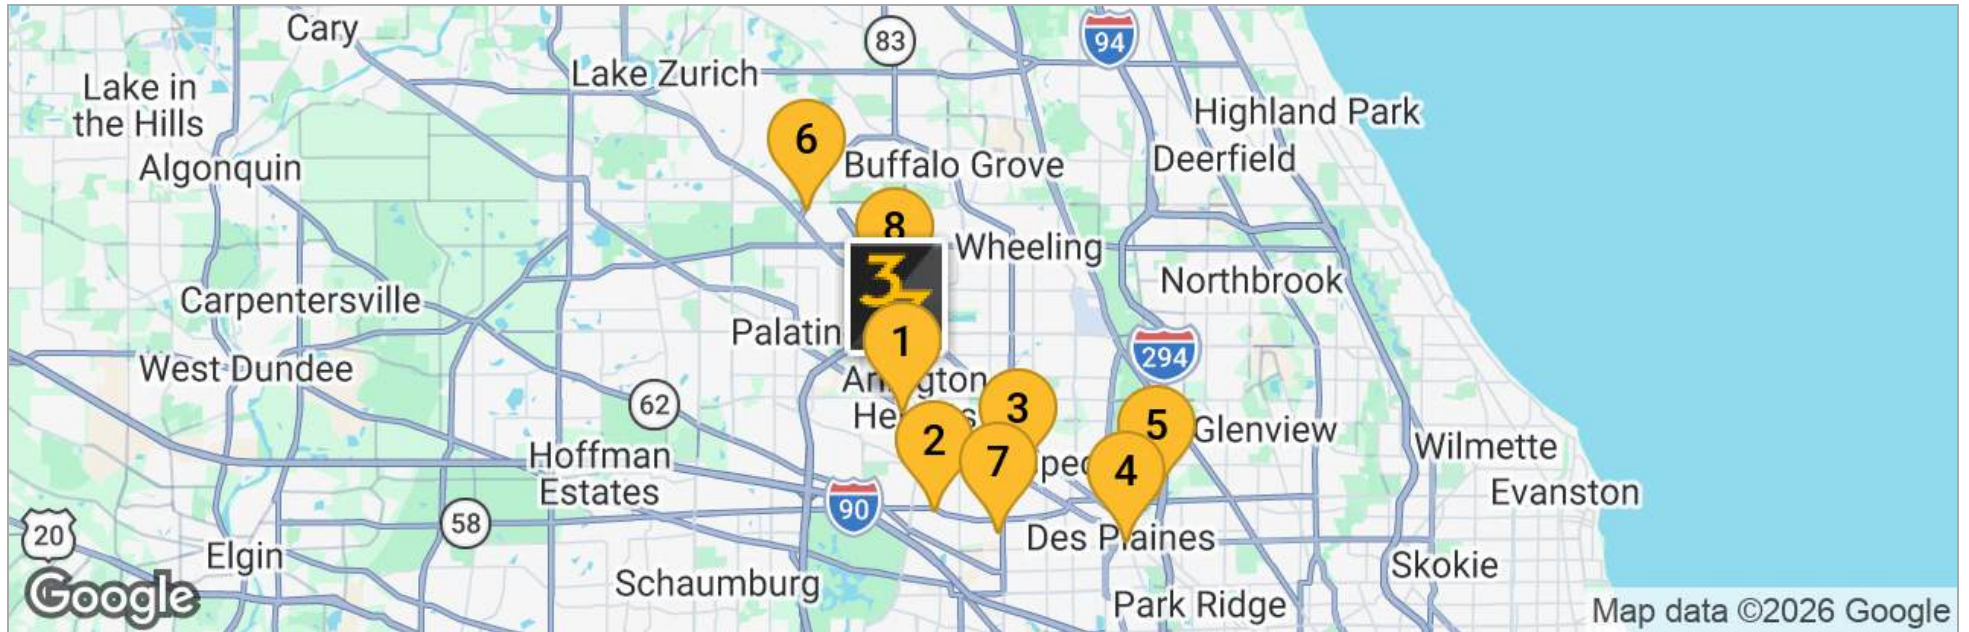 Cary
83
94
Lake Zurich
Lake in
the Hills
Highland Park
6
Buffalo Grove
Deerfield
Algonquin
8
Wheeling
Northbrook
3
Carpentersville
1
Palatin
294
West Dundee
62
3
5
Glenview
2
7
4
Wilmette
Hoffman
Estates
Evanston
90
58
20
Des Plaines
Elgin
Skokie
Schaumburg
Park Ridge
Google
Map data ©2026 Google